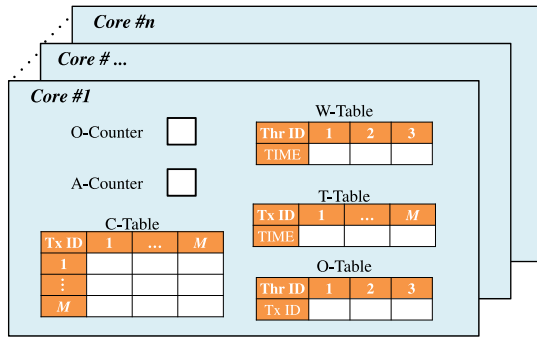 Core #n
Core # ...
Core #1
O-Counter
A-Counter
C-Table
Tx ID 1 ... M
1
⋮
M
W-Table
Thr ID 1 2 3
TIME
T-Table
Tx ID 1 ... M
TIME
O-Table
Thr ID 1 2 3
Tx ID